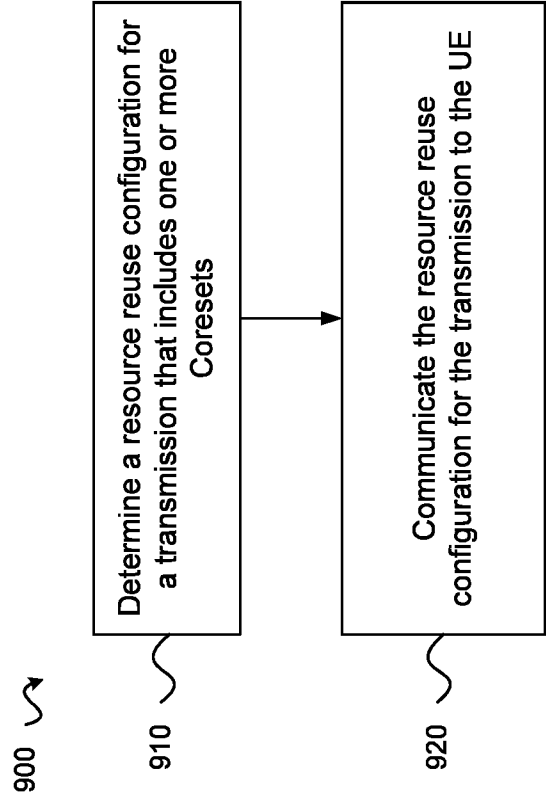 900
910
Determine a resource reuse configuration for
a transmission that includes one or more
Coresets
920
Communicate the resource reuse
configuration for the transmission to the UE